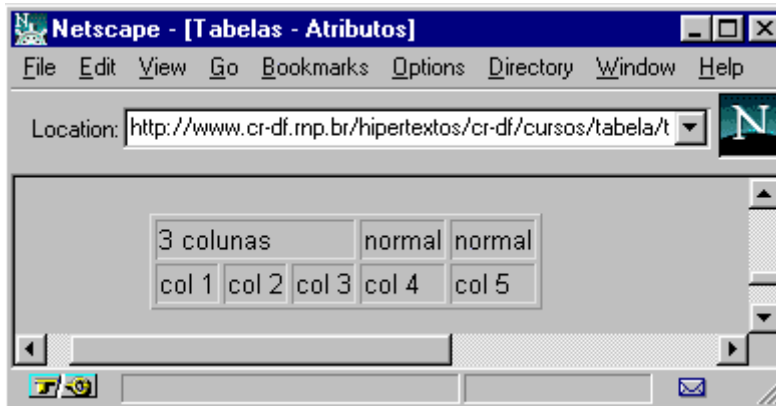 Netscape - [Tabelas - Atributos]
File Edit View Go Bookmarks Options Directory Window Help
Location: http://www.cr-df.rnp.br/hipertextos/cr-df/cursos/tabela/t
N
3 colunas normal normal
col 1 col 2 col 3 col 4 col 5